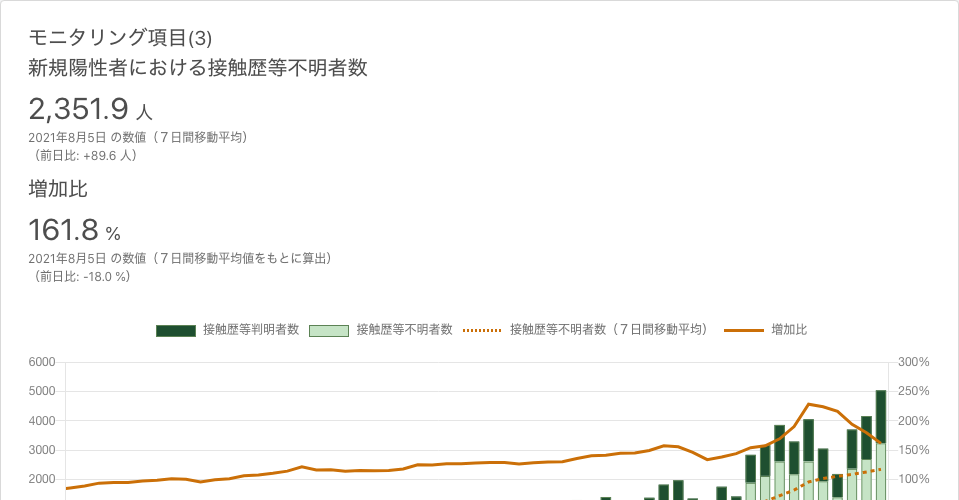 モニタリング項目(3)
新規陽性者における接触歴等不明者数
2,351.9 人
2021年8月5日 の数値（７日間移動平均）
（前日比: +89.6 人）
増加比
161.8 %
2021年8月5日 の数値（７日間移動平均値をもとに算出）
（前日比: -18.0 %）
接触歴等判明者数 接触歴等不明者数 接触歴等不明者数（７日間移動平均） 増加比
6000 300%
5000 250%
4000 200%
3000 150%
2000 100%